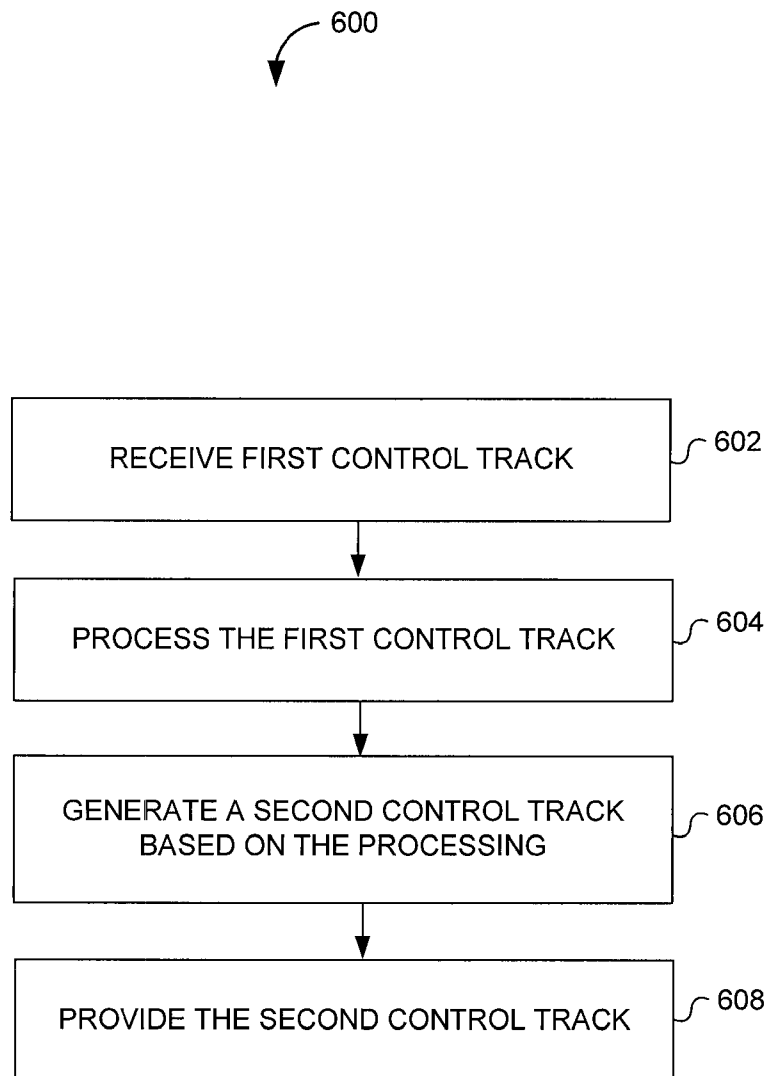 600
RECEIVE FIRST CONTROL TRACK
602
PROCESS THE FIRST CONTROL TRACK
604
GENERATE A SECOND CONTROL TRACK
BASED ON THE PROCESSING
606
PROVIDE THE SECOND CONTROL TRACK
608